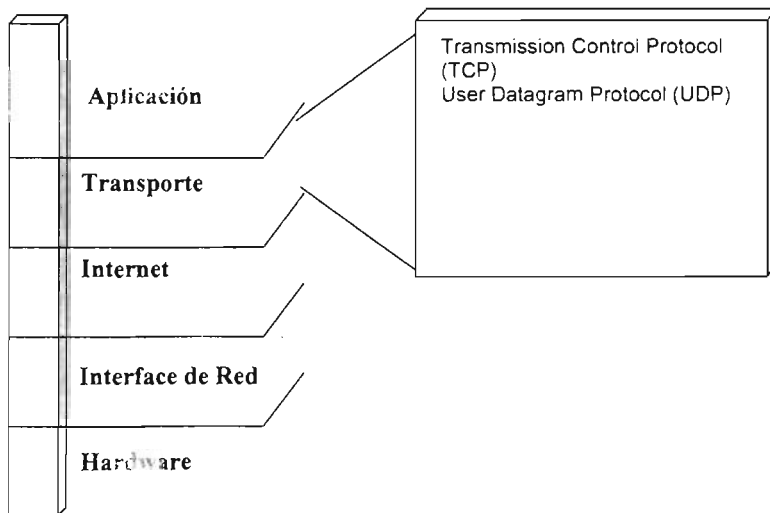 Transmission Control Protocol
(TCP)
User Datagram Protocol (UDP)
Aplicación
Transporte
Internet
Interface de Red
Hardware